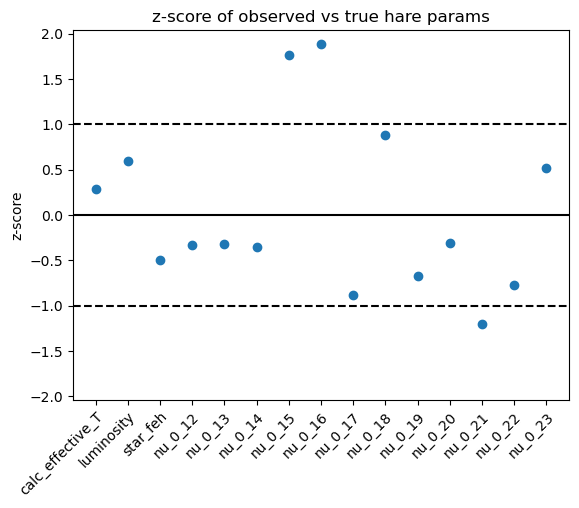 z-score of observed vs true hare params
z-score
2.0
1.5
1.0
0.5
0.0
−0.5
−1.0
−1.5
−2.0
calc_effective_T
luminosity
star_feh
nu_0_12
nu_0_13
nu_0_14
nu_0_15
nu_0_16
nu_0_17
nu_0_18
nu_0_19
nu_0_20
nu_0_21
nu_0_22
nu_0_23